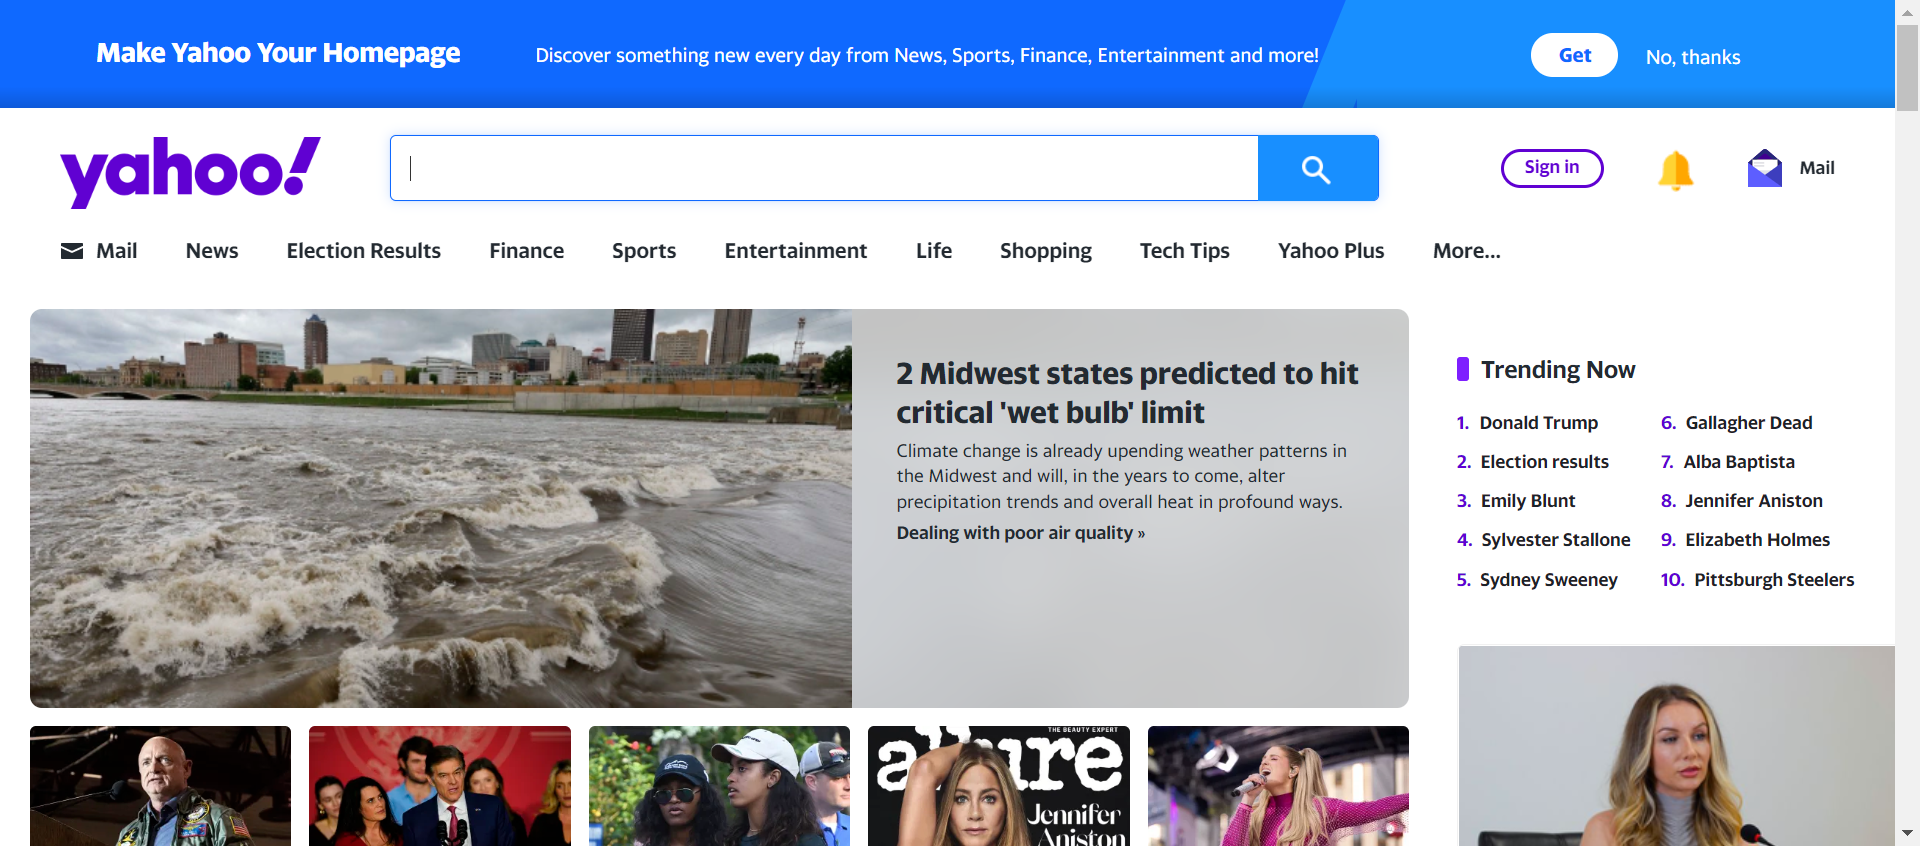 Make Yahoo Your Homepage
Discover something new every day from News, Sports, Finance, Entertainment and more!
Get
No, thanks
yahoo!
Sign in
Mail
Mail
News
Election Results
Finance
Sports
Entertainment
Life
Shopping
Tech Tips
Yahoo Plus
More...
2 Midwest states predicted to hit
critical 'wet bulb' limit
Climate change is already upending weather patterns in
the Midwest and will, in the years to come, alter
precipitation trends and overall heat in profound ways.
Dealing with poor air quality »
Trending Now
1. Donald Trump
2. Election results
3. Emily Blunt
4. Sylvester Stallone
5. Sydney Sweeney
6. Gallagher Dead
7. Alba Baptista
8. Jennifer Aniston
9. Elizabeth Holmes
10. Pittsburgh Steelers
THE BEAUTY EXPERT
allure
Jennifer
Aniston